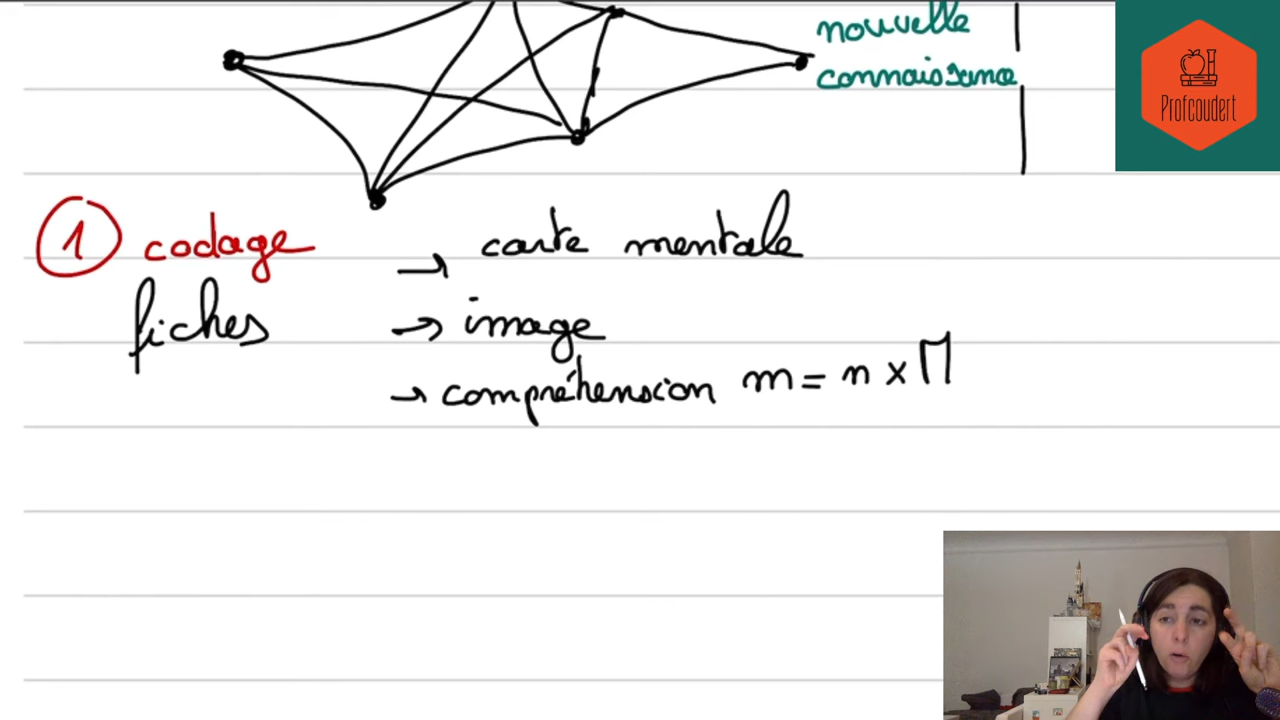 nouvelle
connaissance
Profcoudert
1 codage
fiches
→ carte mentale
→ image
→ compréhension m = n x M